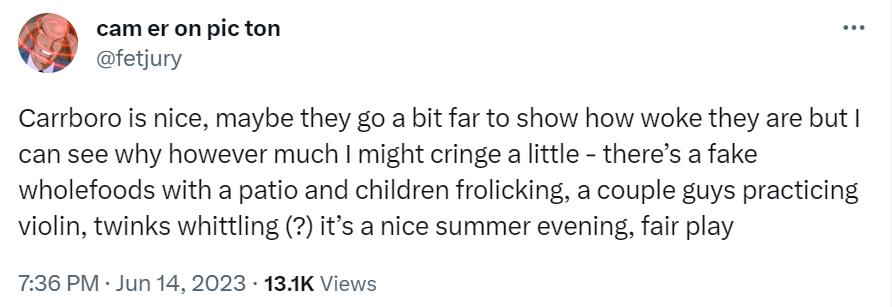 cam er on pic ton
@fetjury
Carrboro is nice, maybe they go a bit far to show how woke they are but I
can see why however much I might cringe a little - there's a fake
wholefoods with a patio and children frolicking, a couple guys practicing
violin, twinks whittling (?) it's a nice summer evening, fair play
7:36 PM · Jun 14, 2023 · 13.1K Views